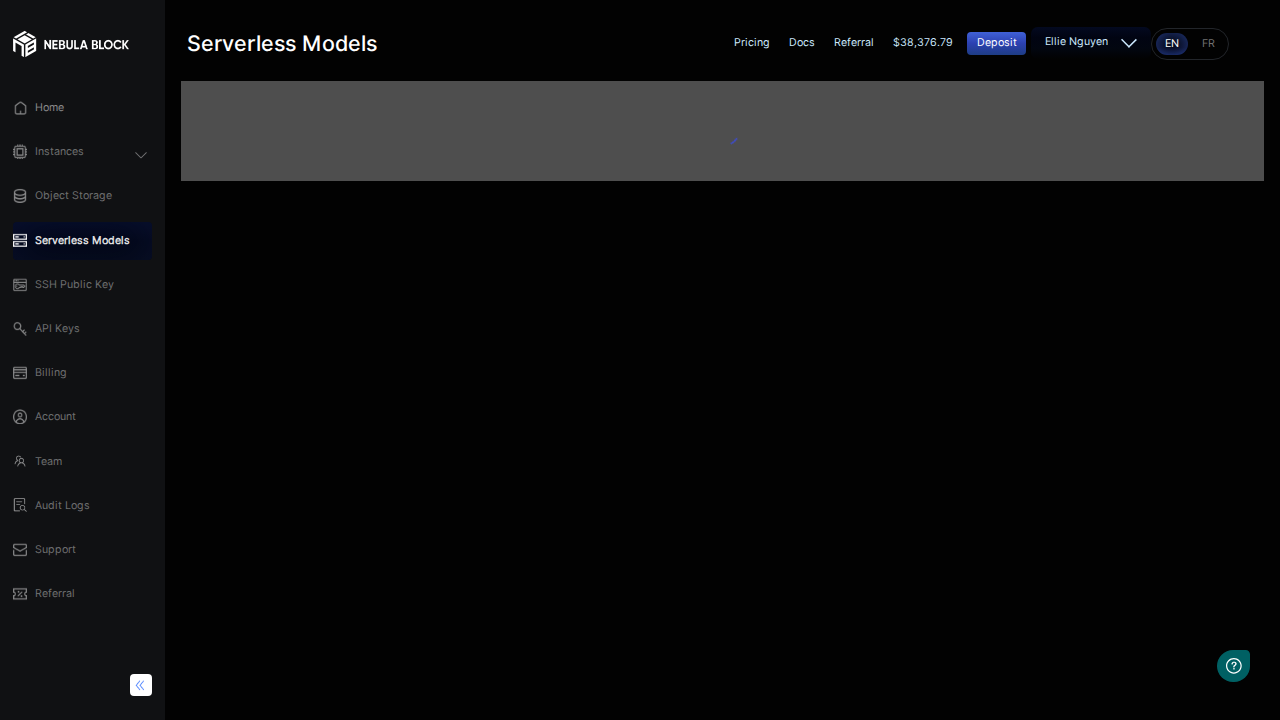 NEBULA BLOCK
Serverless Models
Pricing
Docs
Referral
$38,376.79
Deposit
Ellie Nguyen
EN
FR
Home
Instances
Object Storage
Serverless Models
SSH Public Key
API Keys
Billing
Account
Team
Audit Logs
Support
Referral